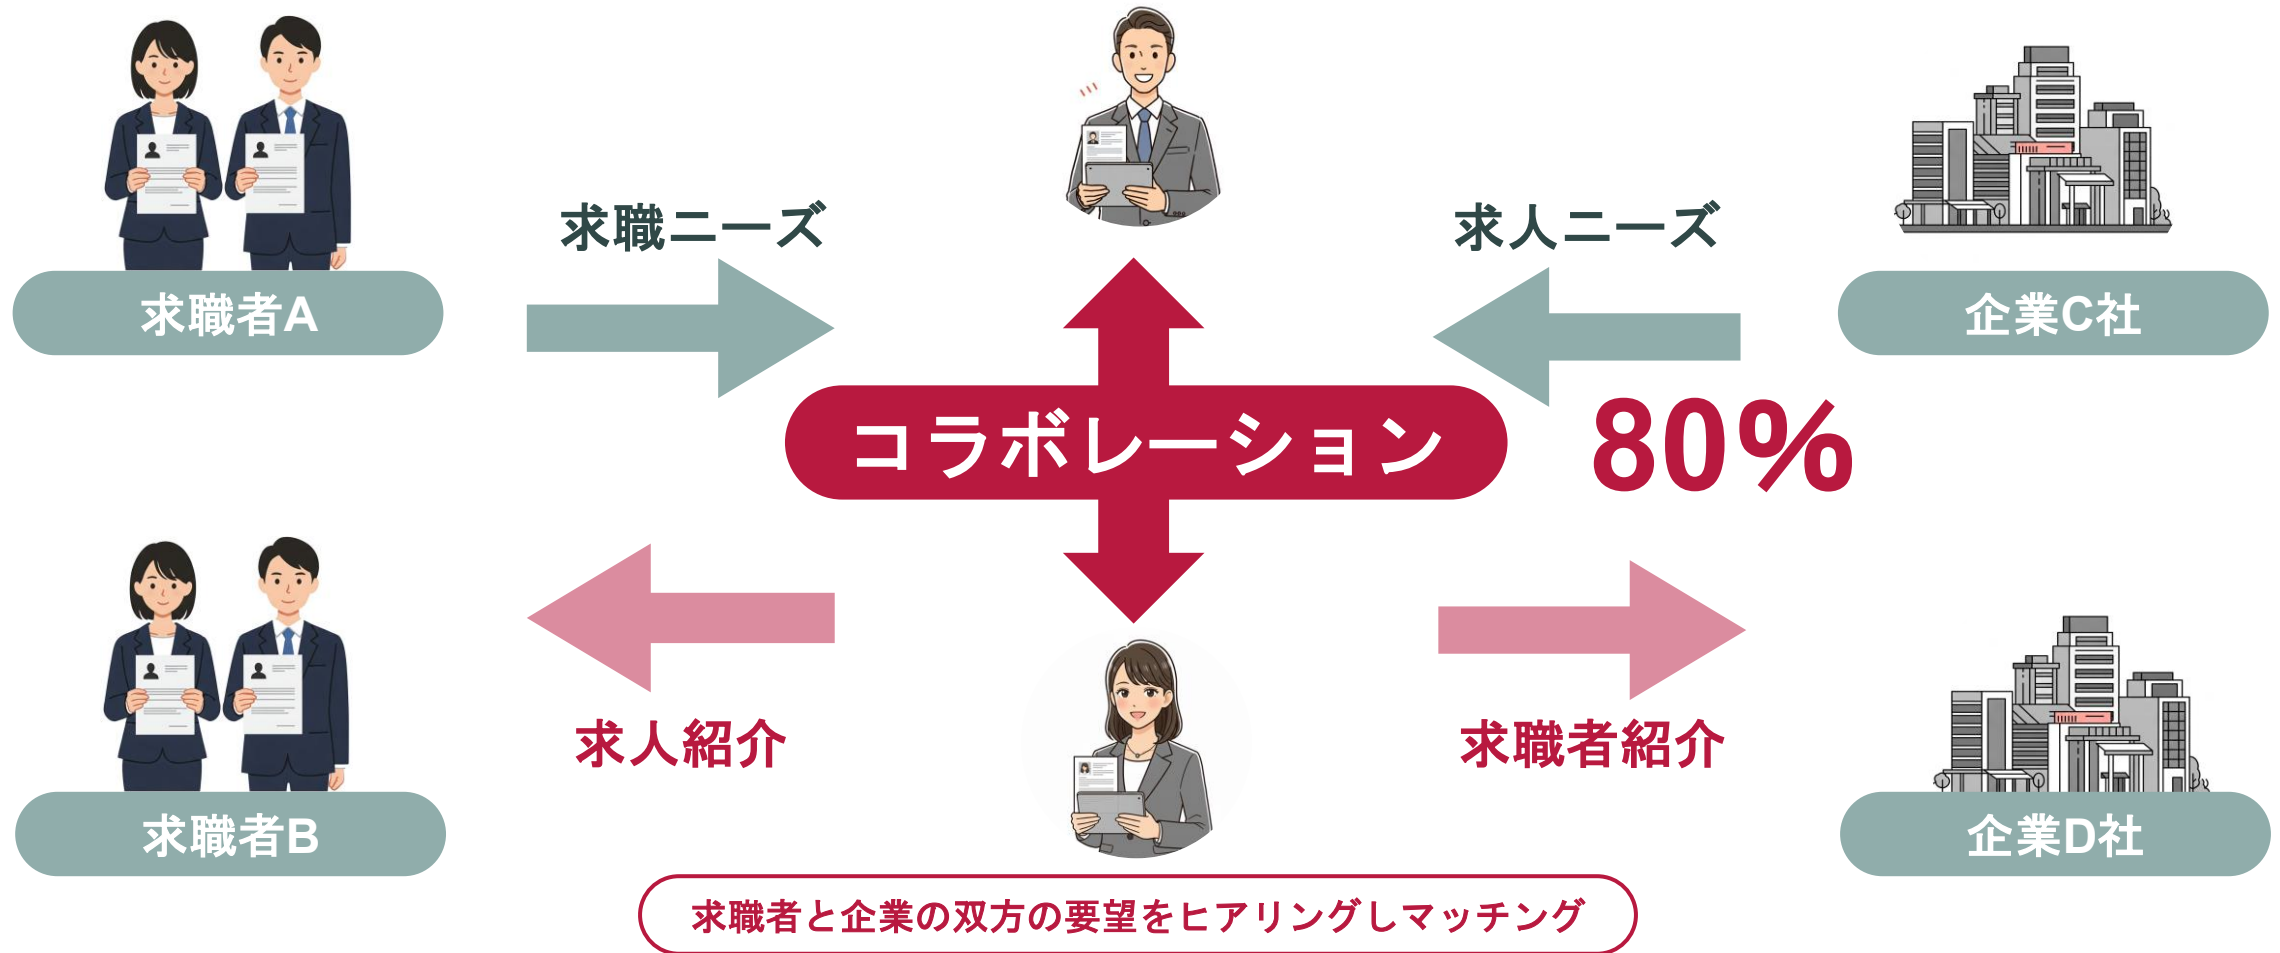 求職ニーズ
求人ニーズ
求職者A
企業C社
コラボレーション
80%
求人紹介
求職者紹介
求職者B
企業D社
求職者と企業の双方の要望をヒアリングしマッチング